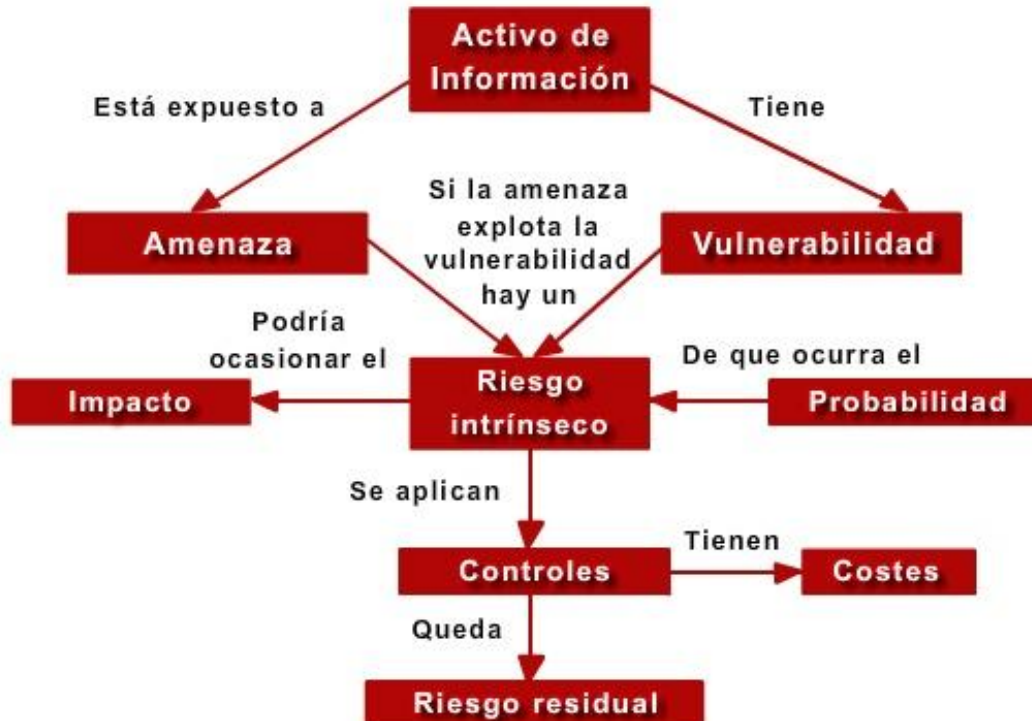 Activo de
Información
Está expuesto a
Tiene
Si la amenaza
explota la
vulnerabilidad
hay un
Amenaza
Vulnerabilidad
Podría
ocasionar el
De que ocurra el
Impacto
Riesgo
intrínseco
Probabilidad
Se aplican
Controles
Tienen
Costes
Queda
Riesgo residual